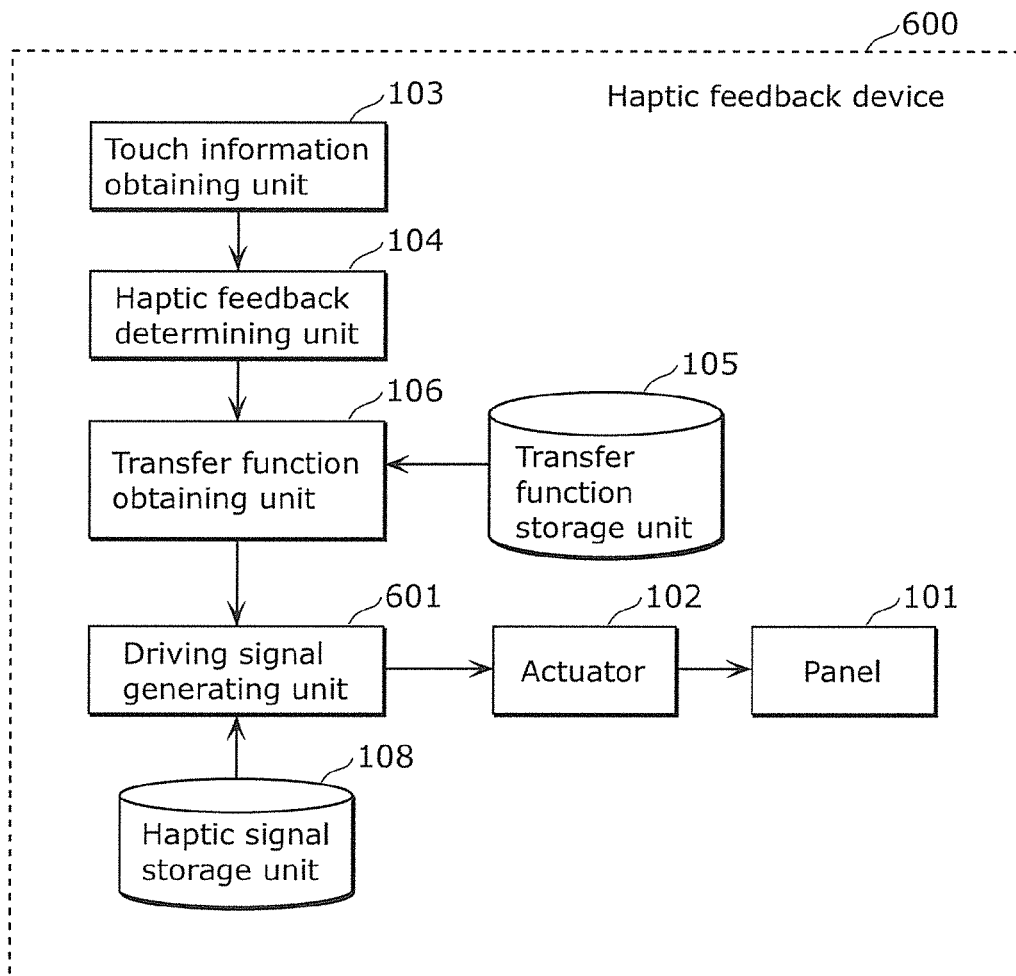 600
Haptic feedback device
103
Touch information
obtaining unit
104
Haptic feedback
determining unit
106
Transfer function
obtaining unit
105
Transfer
function
storage unit
601
Driving signal
generating unit
102
Actuator
101
Panel
108
Haptic signal
storage unit